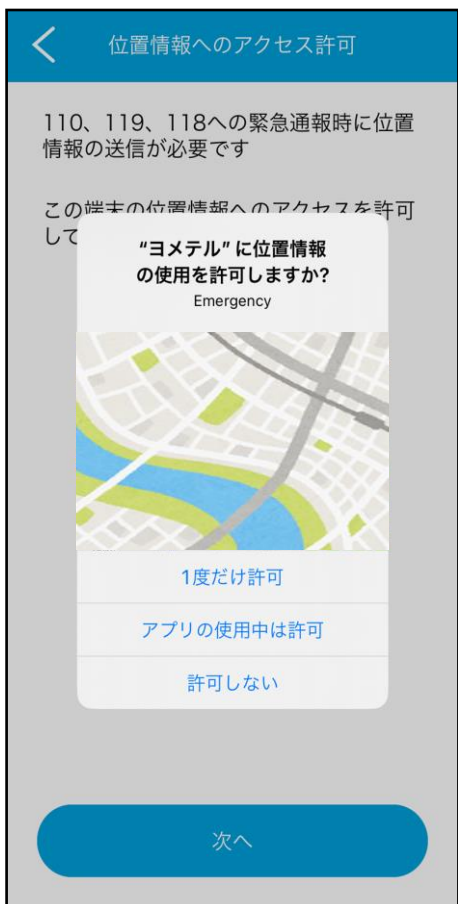 位置情報へのアクセス許可
110、119、118への緊急通報時に位置
情報の送信が必要です
この端末の位置情報へのアクセスを許可
して
“ヨメテル”に位置情報
の使用を許可しますか?
Emergency
1度だけ許可
アプリの使用中は許可
許可しない
次へ